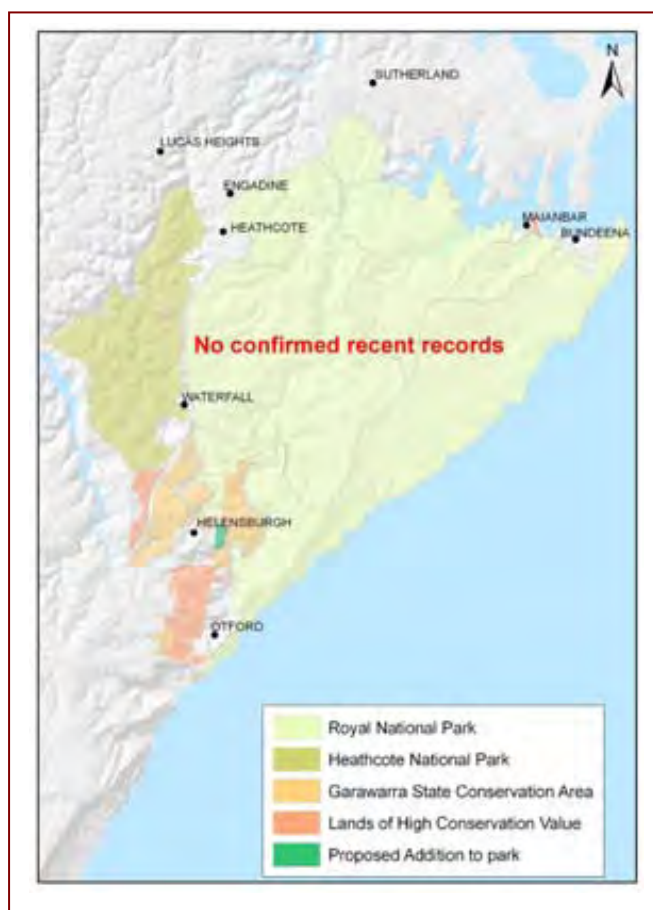 N
SUTHERLAND
LUCAS HEIGHTS
ENGADINE
HEATHCOTE
MAIANBAR
BUNDEENA
No confirmed recent records
WATERFALL
HELENSBURGH
OTFORD
Royal National Park
Heathcote National Park
Garawarra State Conservation Area
Lands of High Conservation Value
Proposed Addition to park